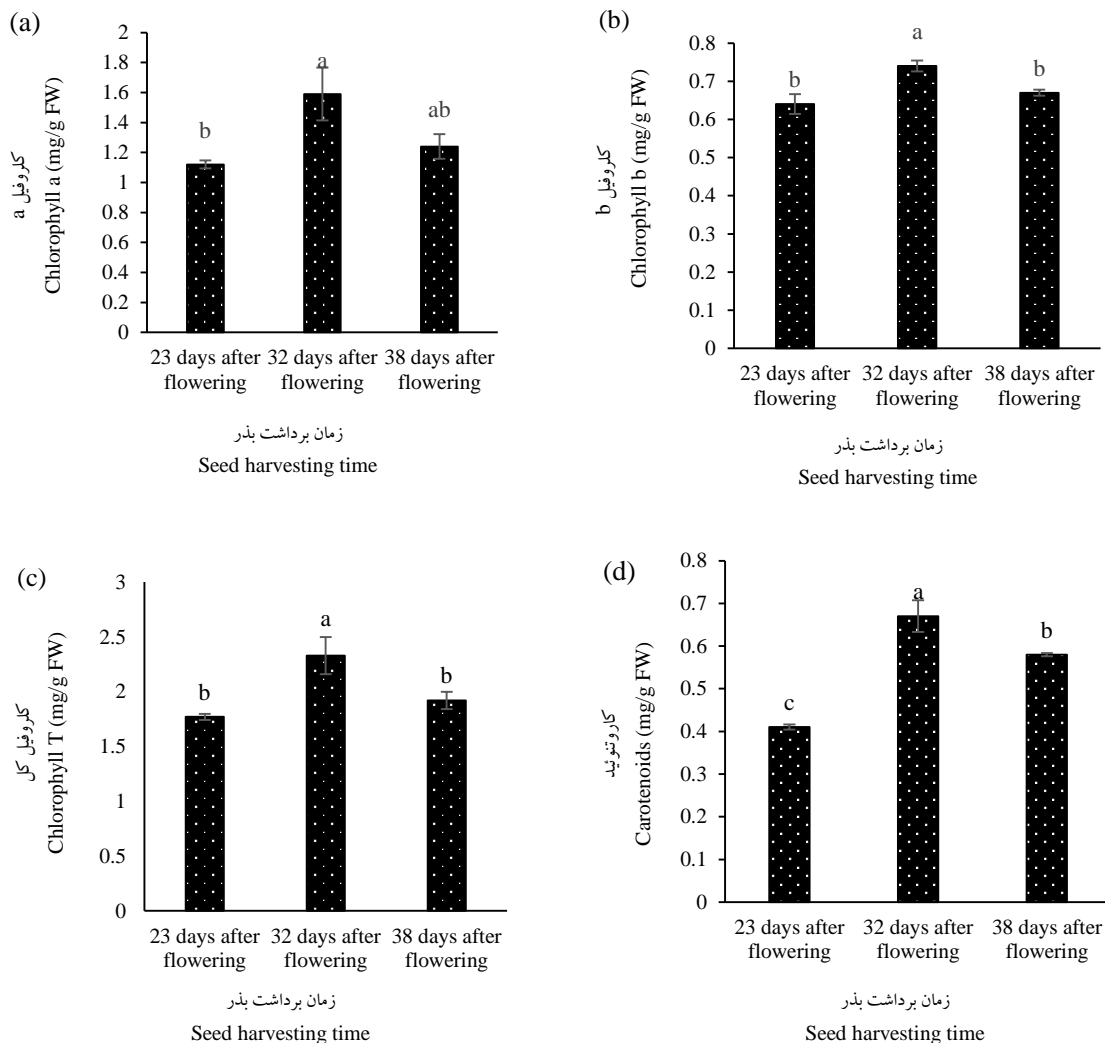 (a)
کلروفیل a
Chlorophyll a (mg/g FW)
2
1.8
1.6
1.4
1.2
1
0.8
0.6
0.4
0.2
0
b
a
ab
23 days after
flowering
32 days after
flowering
38 days after
flowering
زمان برداشت بذر
Seed harvesting time
(b)
کلروفیل b
Chlorophyll b (mg/g FW)
0.8
0.7
0.6
0.5
0.4
0.3
0.2
0.1
0
b
a
b
23 days after
flowering
32 days after
flowering
38 days after
flowering
زمان برداشت بذر
Seed harvesting time
(c)
کلروفیل کل
Chlorophyll T (mg/g FW)
3
2.5
2
1.5
1
0.5
0
b
a
b
23 days after
flowering
32 days after
flowering
38 days after
flowering
زمان برداشت بذر
Seed harvesting time
(d)
کاروتنوئید
Carotenoids (mg/g FW)
0.8
0.7
0.6
0.5
0.4
0.3
0.2
0.1
0
c
a
b
23 days after
flowering
32 days after
flowering
38 days after
flowering
زمان برداشت بذر
Seed harvesting time